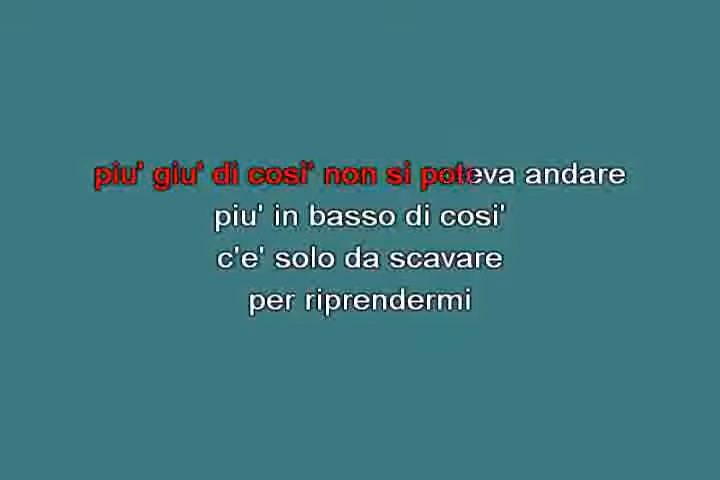 piu' giu' di cosi' non si poteva andare
piu' in basso di cosi'
c'e' solo da scavare
per riprendermi